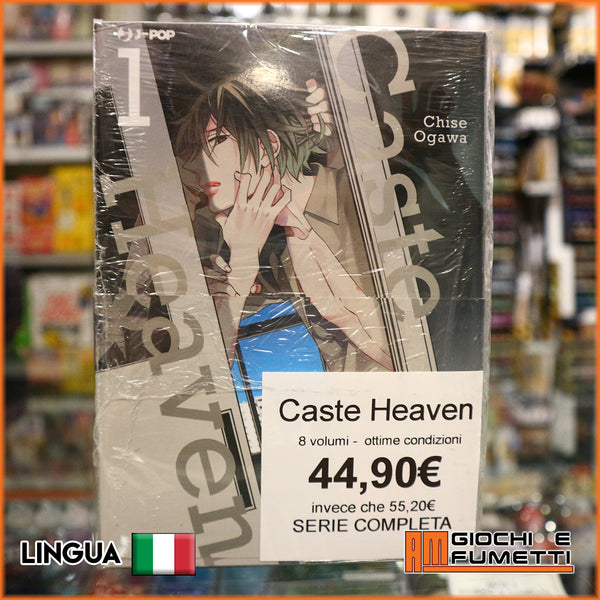 J-POP
1
Caste
Heaven
Chise
Ogawa
Caste Heaven
8 volumi - ottime condizioni
44,90€
invece che 55,20€
SERIE COMPLETA
LINGUA
AM GIOCHI E
FUMETTI